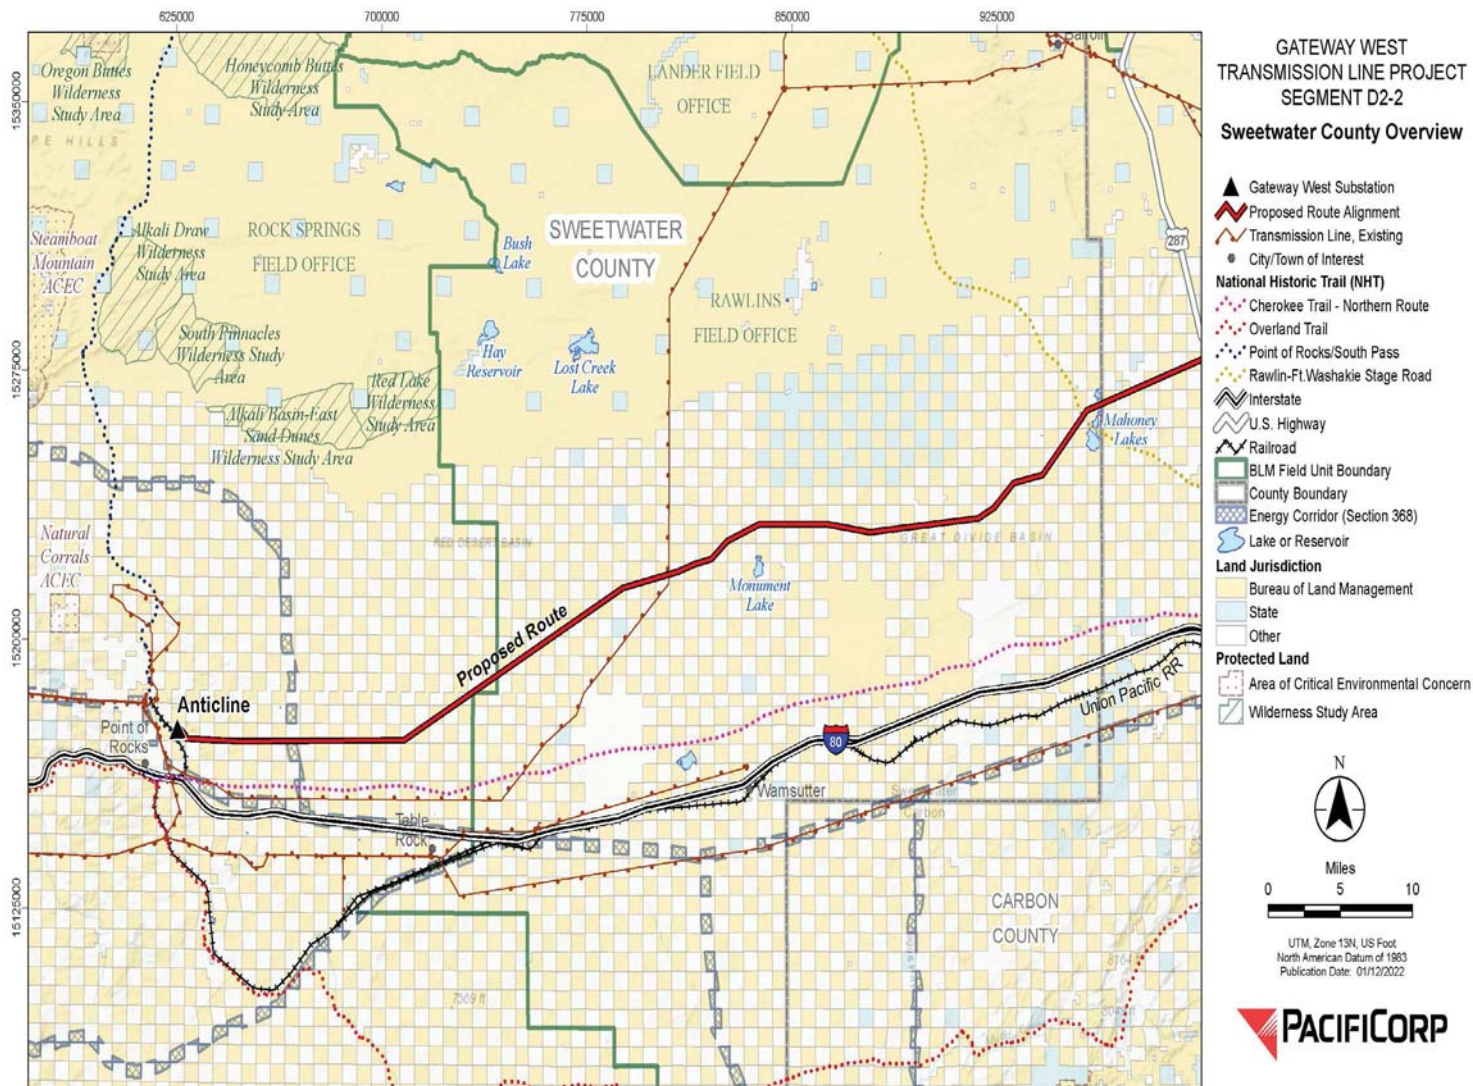 625000
700000
775000
850000
925000
15350000
15275000
15200000
15125000
Oregon Buttes
Wilderness
Study Area
Honeycomb Buttes
Wilderness
Study Area
LANDER FIELD
OFFICE
Steamboat
Mountain
ACEC
Alkali Draw
Wilderness
Study Area
ROCK SPRINGS
FIELD OFFICE
Bush
Lake
SWEETWATER
COUNTY
287
South Pinnacles
Wilderness Study
Area
Hay
Reservoir
Lost Creek
Lake
RAWLINS
FIELD OFFICE
Red Lake
Wilderness
Study Area
Alkali Basin-East
Sand Dunes
Wilderness Study Area
Mahoney
Lakes
Natural
Corrals
ACEC
RED DESERT BASIN
GREAT DIVIDE BASIN
Monument
Lake
Proposed Route
Anticline
Point of
Rocks
Union Pacific RR
80
Wamsutter
Table
Rock
Carbon
CARBON
COUNTY
7569 ft
GATEWAY WEST
TRANSMISSION LINE PROJECT
SEGMENT D2-2
Sweetwater County Overview
Gateway West Substation
Proposed Route Alignment
Transmission Line, Existing
City/Town of Interest
National Historic Trail (NHT)
Cherokee Trail - Northern Route
Overland Trail
Point of Rocks/South Pass
Rawlin-Ft.Washakie Stage Road
Interstate
U.S. Highway
Railroad
BLM Field Unit Boundary
County Boundary
Energy Corridor (Section 368)
Lake or Reservoir
Land Jurisdiction
Bureau of Land Management
State
Other
Protected Land
Area of Critical Environmental Concern
Wilderness Study Area
N
Miles
0 5 10
UTM, Zone 13N, US Foot
North American Datum of 1983
Publication Date: 01/12/2022
PACIFICORP